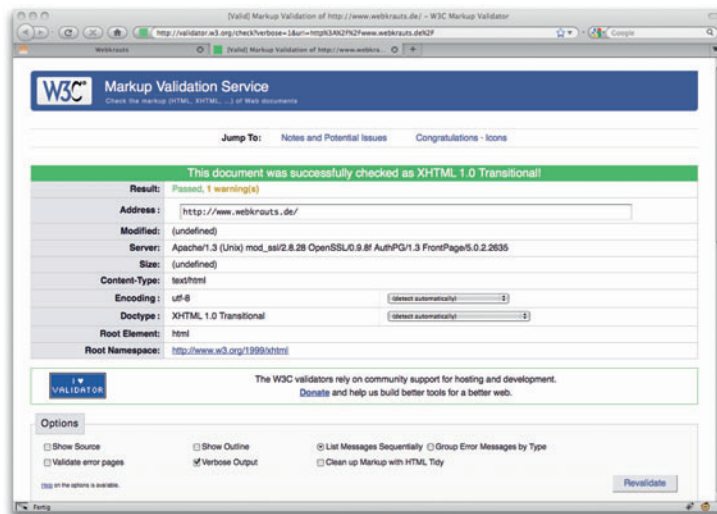 [Valid] Markup Validation of http://www.webkrauts.de/ – W3C Markup Validator
http://validator.w3.org/check?verbose=1&uri=http%3A%2F%2Fwww.webkrauts.de%2F
Google
Webkrauts
[Valid] Markup Validation of http://www.webkra...
W3C
Markup Validation Service
Check the markup (HTML, XHTML, ...) of Web documents
Jump To: Notes and Potential Issues Congratulations - Icons
This document was successfully checked as XHTML 1.0 Transitional!
Result: Passed, 1 warning(s)
Address : http://www.webkrauts.de/
Modified: (undefined)
Server: Apache/1.3 (Unix) mod_ssl/2.8.28 OpenSSL/0.9.8f AuthPG/1.3 FrontPage/5.0.2.2635
Size: (undefined)
Content-Type: text/html
Encoding : utf-8 (detect automatically)
Doctype : XHTML 1.0 Transitional (detect automatically)
Root Element: html
Root Namespace: http://www.w3.org/1999/xhtml
I ♥
VALIDATOR
The W3C validators rely on community support for hosting and development.
Donate and help us build better tools for a better web.
Options
Show Source Show Outline List Messages Sequentially Group Error Messages by Type
Validate error pages Verbose Output Clean up Markup with HTML Tidy
Help on the options is available.
Revalidate
Fertig